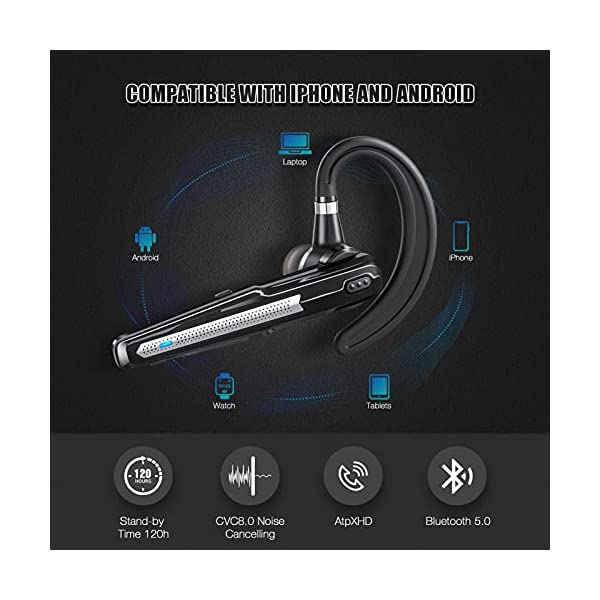 COMPATIBLE WITH IPHONE AND ANDROID
Laptop
Android
iPhone
Watch
Tablets
120
HOURS
Stand-by
Time 120h
CVC8.0 Noise
Cancelling
AtpXHD
Bluetooth 5.0